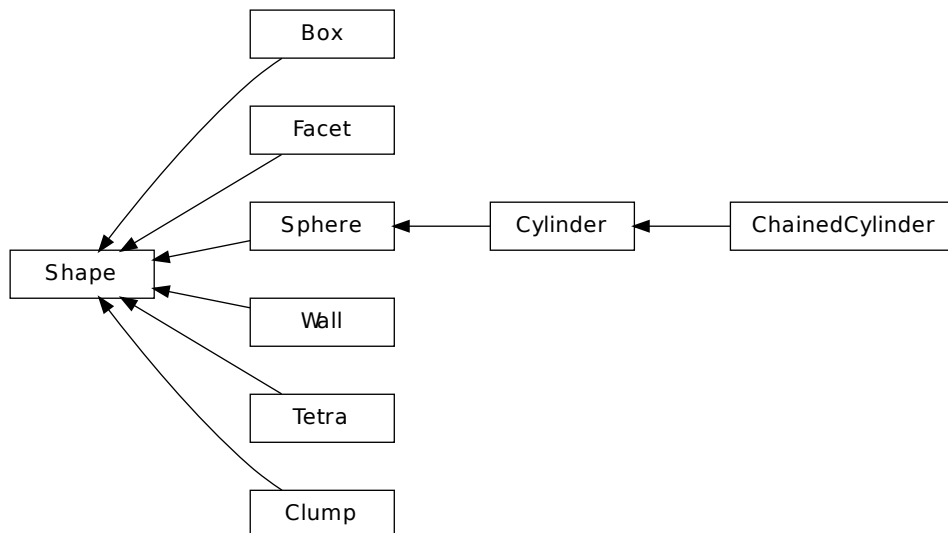 Box
Facet
Sphere
Cylinder
ChainedCylinder
Shape
Wall
Tetra
Clump